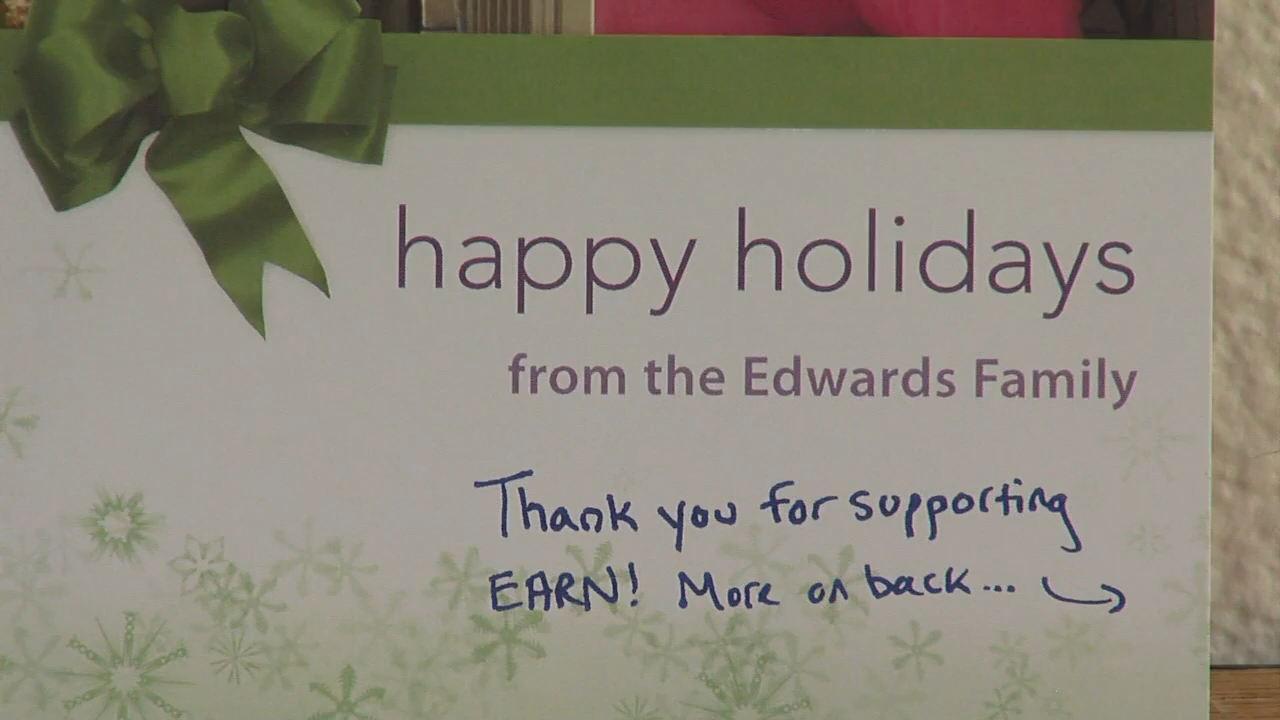 happy holidays
from the Edwards Family
Thank you for supporting
EARN! More on back...